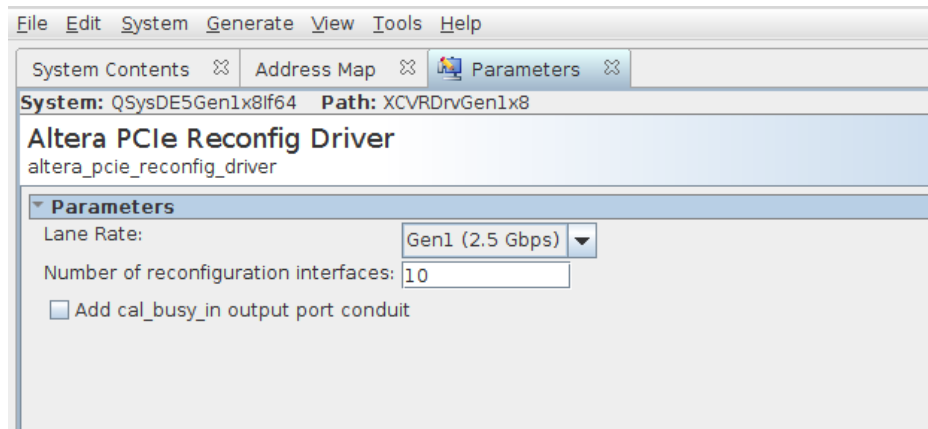 File Edit System Generate View Tools Help
System Contents Address Map Parameters
System: QSysDE5Gen1x8If64 Path: XCVRDrvGen1x8
Altera PCIe Reconfig Driver
altera_pcie_reconfig_driver
Parameters
Lane Rate: Gen1 (2.5 Gbps)
Number of reconfiguration interfaces: 10
Add cal_busy_in output port conduit